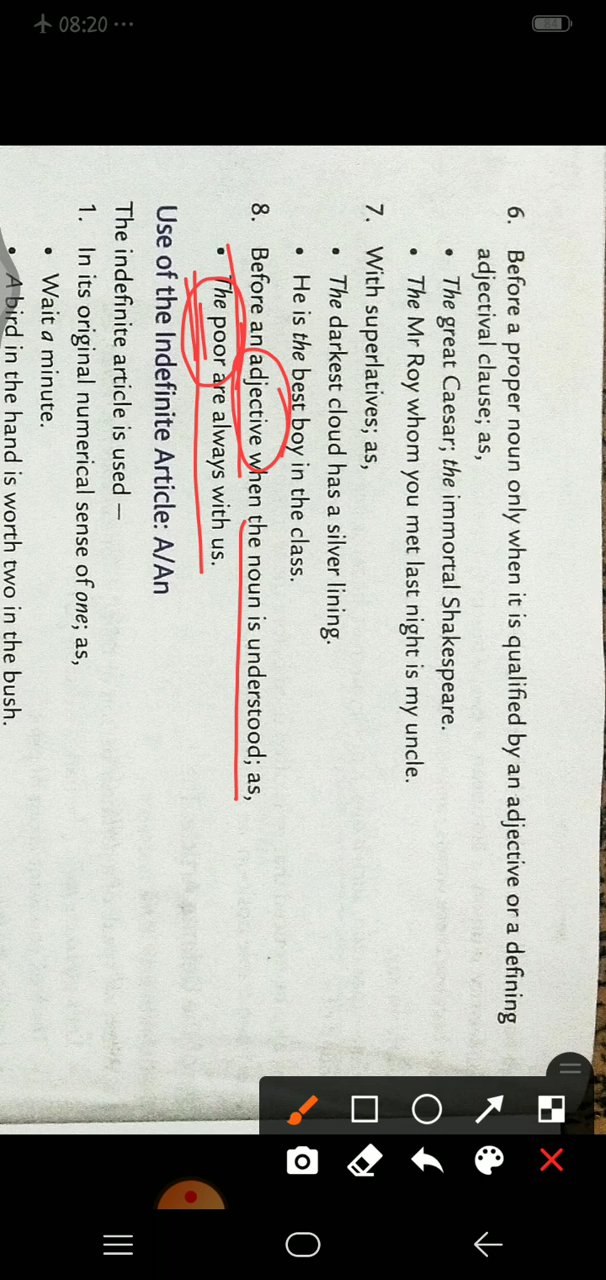 08:20
84
6. Before a proper noun only when it is qualified by an adjective or a defining
adjectival clause; as,
• The great Caesar; the immortal Shakespeare.
• The Mr Roy whom you met last night is my uncle.
7. With superlatives; as,
• The darkest cloud has a silver lining.
• He is the best boy in the class.
8. Before an adjective when the noun is understood; as,
• The poor are always with us.
Use of the Indefinite Article: A/An
The indefinite article is used —
1. In its original numerical sense of one; as,
• Wait a minute.
• A bird in the hand is worth two in the bush.